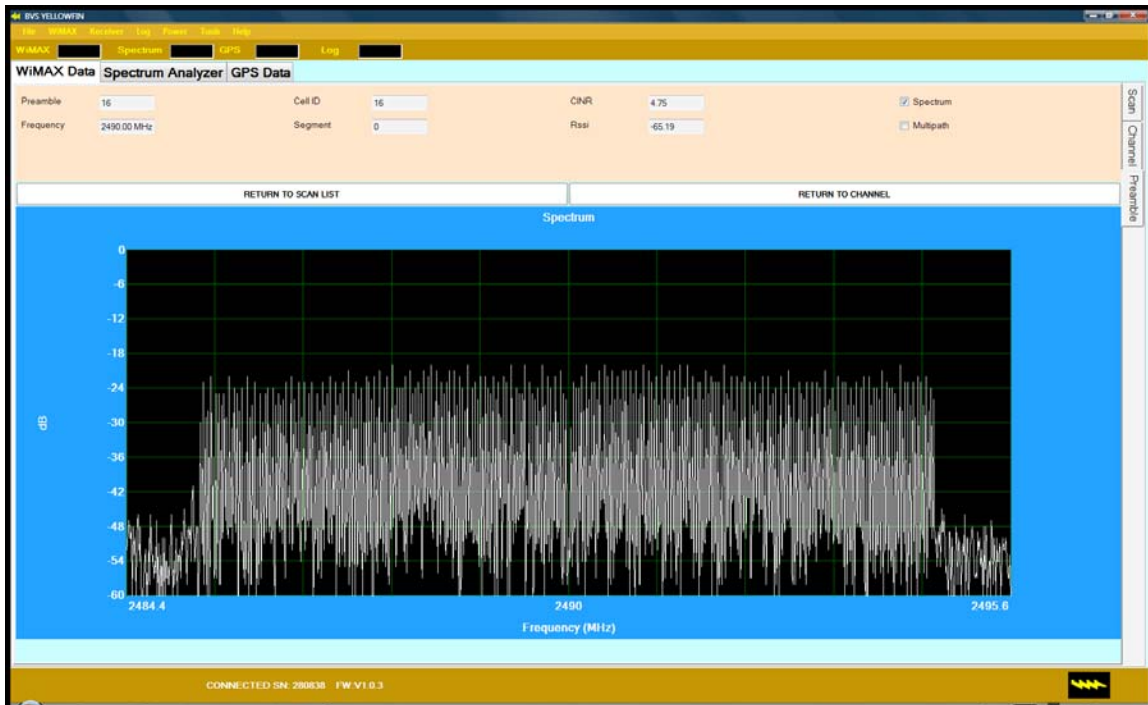 BVS YELLOWFIN
File WiMAX Receiver Log Power Tools Help
WiMAX Spectrum GPS Log
WiMAX Data Spectrum Analyzer GPS Data
Preamble 16 Cell ID 16 CINR 4.75 Spectrum
Frequency 2490.00 MHz Segment 0 Rssi -65.19 Multipath
Scan
Channel
Preamble
RETURN TO SCAN LIST RETURN TO CHANNEL
Spectrum
0
-6
-12
-18
-24
-30
-36
-42
-48
-54
-60
dB
2484.4 2490 2495.6
Frequency (MHz)
CONNECTED SN: 280838 FW:V1.0.3